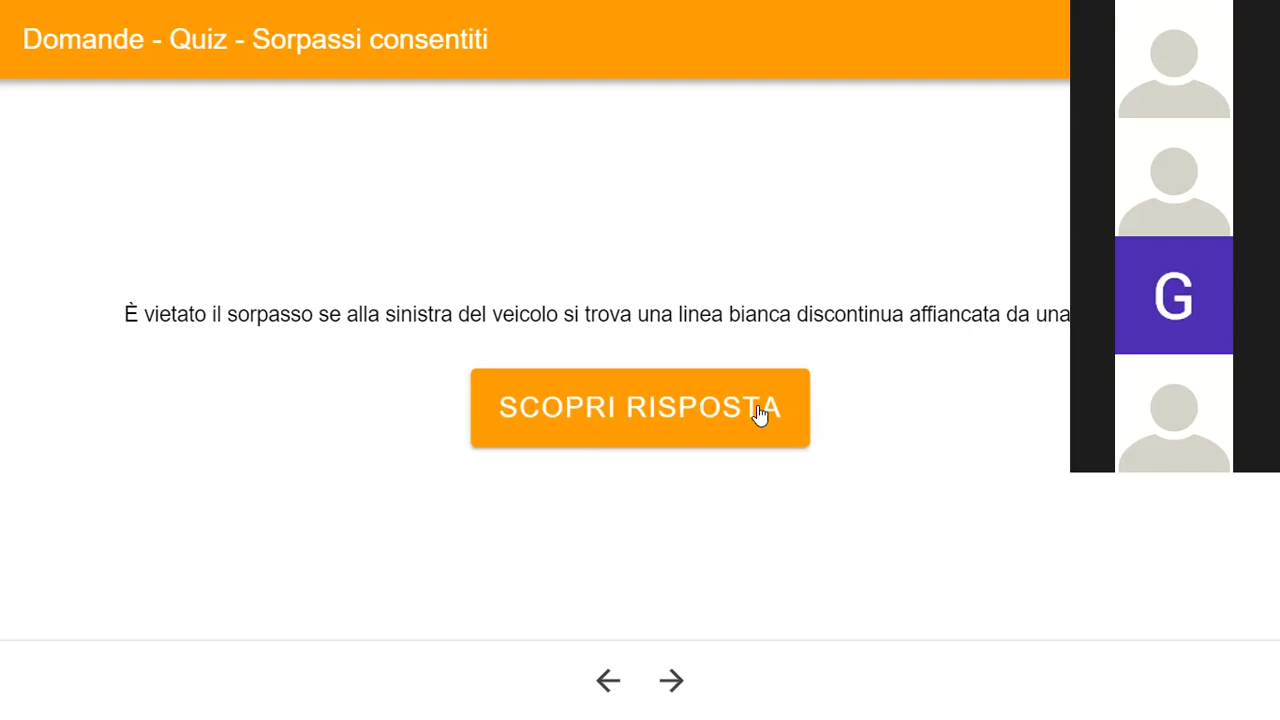 Domande - Quiz - Sorpassi consentiti
È vietato il sorpasso se alla sinistra del veicolo si trova una linea bianca discontinua affiancata da una
SCOPRI RISPOSTA
G